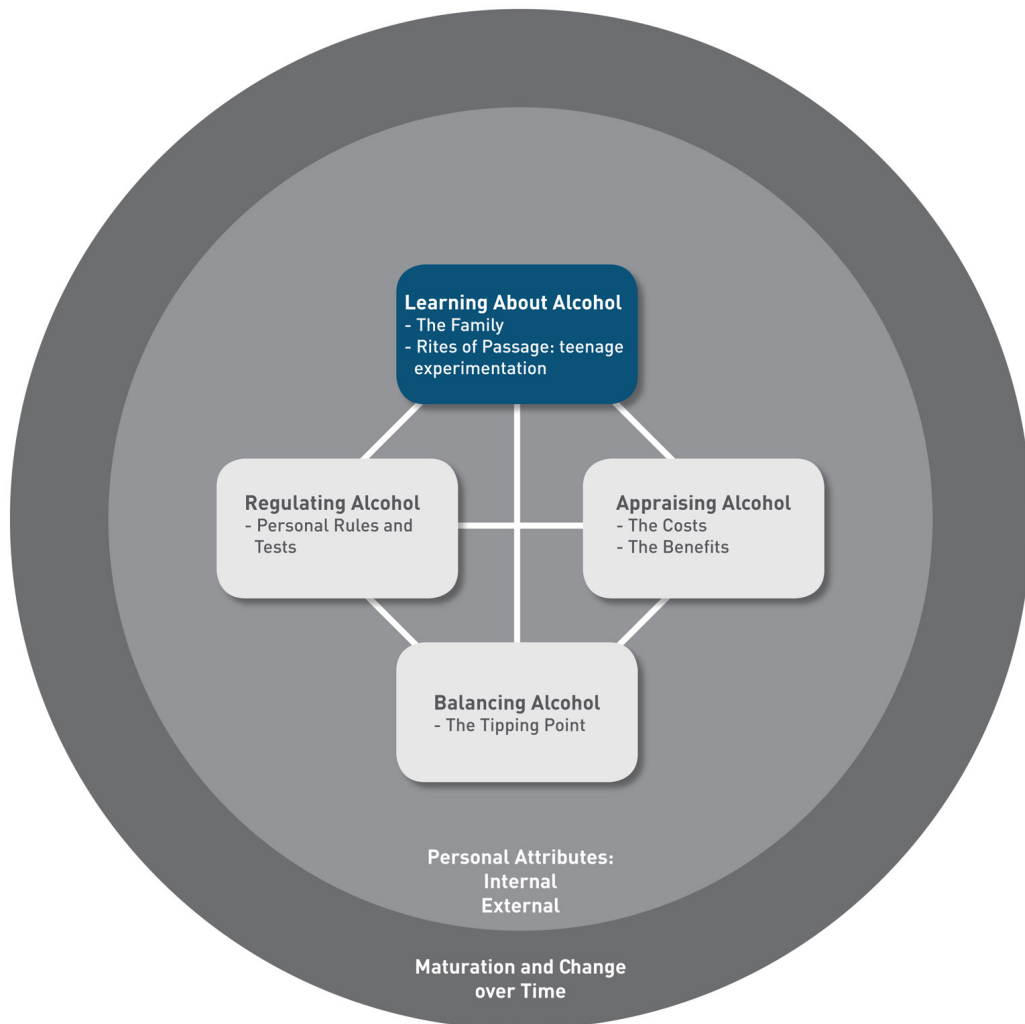 Learning About Alcohol
- The Family
- Rites of Passage: teenage
experimentation
Regulating Alcohol
- Personal Rules and
Tests
Appraising Alcohol
- The Costs
- The Benefits
Balancing Alcohol
- The Tipping Point
Personal Attributes:
Internal
External
Maturation and Change
over Time